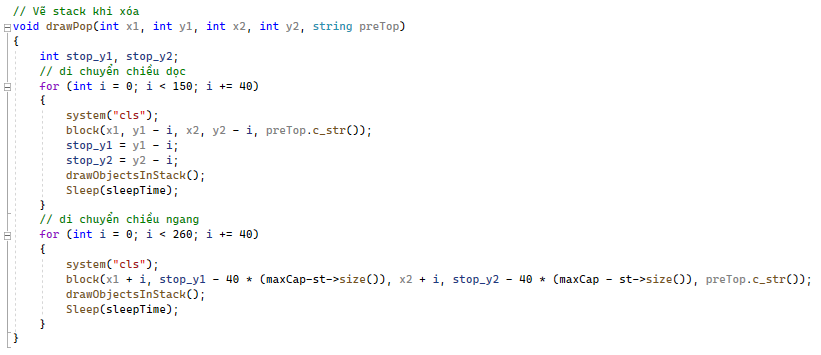 // Vẽ stack khi xóa
void drawPop(int x1, int y1, int x2, int y2, string preTop)
{
    int stop_y1, stop_y2;
    // di chuyển chiều dọc
    for (int i = 0; i < 150; i += 40)
    {
        system("cls");
        block(x1, y1 - i, x2, y2 - i, preTop.c_str());
        stop_y1 = y1 - i;
        stop_y2 = y2 - i;
        drawObjectsInStack();
        Sleep(sleepTime);
    }
    // di chuyển chiều ngang
    for (int i = 0; i < 260; i += 40)
    {
        system("cls");
        block(x1 + i, stop_y1 - 40 * (maxCap-st->size()), x2 + i, stop_y2 - 40 * (maxCap - st->size()), preTop.c_str());
        drawObjectsInStack();
        Sleep(sleepTime);
    }
}